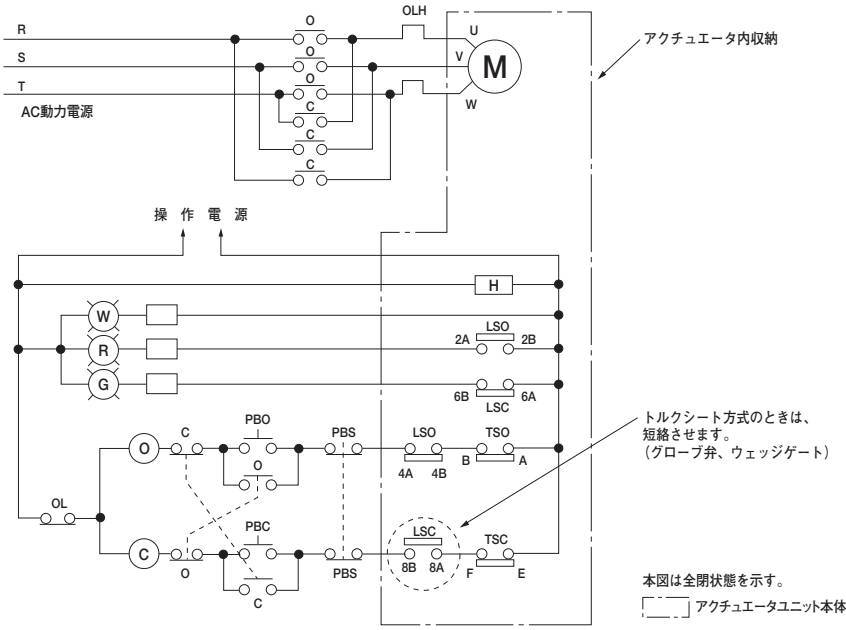 O
OLH
R
U
アクチュエータ内収納
S
O
V
M
T
O
W
AC動力電源
C
C
C
操 作 電 源
H
W
LSO
2A
2B
R
G
6B
6A
LSC
トルクシート方式のときは、
短絡させます。
(グローブ弁、ウェッジゲート)
C
PBO
PBS
LSO
TSO
O
O
4A
4B
B
A
OL
PBC
LSC
TSC
C
O
PBS
8B
8A
F
E
C
本図は全閉状態を示す。
アクチュエータユニット本体